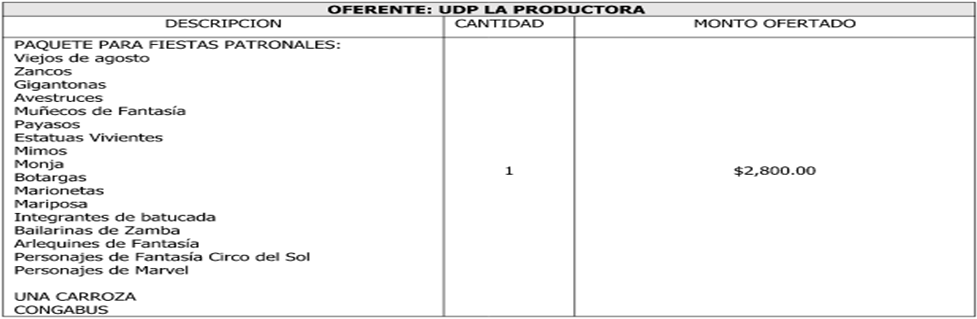 OFERENTE: UDP LA PRODUCTORA
DESCRIPCION CANTIDAD MONTO OFERTADO
PAQUETE PARA FIESTAS PATRONALES:
Viejos de agosto
Zancos
Gigantonas
Avestruces
Muñecos de Fantasía
Payasos
Estatuas Vivientes
Mimos
Monja
Botargas
Marionetas
Mariposa
Integrantes de batucada
Bailarinas de Zamba
Arlequines de Fantasía
Personajes de Fantasía Circo del Sol
Personajes de Marvel
UNA CARROZA
CONGABUS
1
$2,800.00